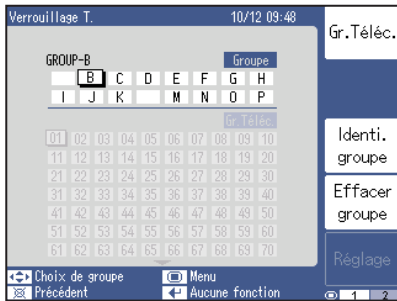 Verrouillage T. 10/12 09:48
Gr.Téléc.
GROUP-B Groupe
B C D E F G H
I J K M N O P
Gr.Téléc.
01 02 03 04 05 06 07 08 09 10
11 12 13 14 15 16 17 18 19 20
21 22 23 24 25 26 27 28 29 30
31 32 33 34 35 36 37 38 39 40
41 42 43 44 45 46 47 48 49 50
51 52 53 54 55 56 57 58 59 60
61 62 63 64 65 66 67 68 69 70
Identi.
groupe
Effacer
groupe
Réglage
Choix de groupe Menu
Précédent Aucune fonction
1 2